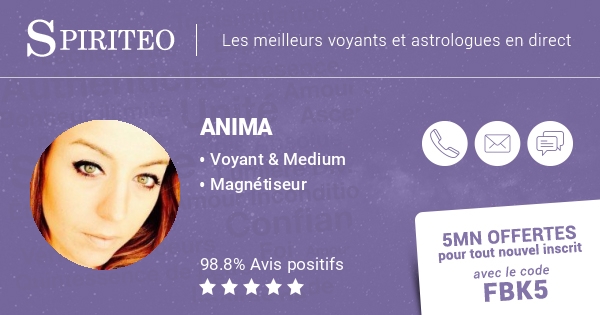 SPIRITEO
Les meilleurs voyants et astrologues en direct
ANIMA
• Voyant & Medium
• Magnétiseur
98.8% Avis positifs
5MN OFFERTES
pour tout nouvel inscrit
avec le code
FBK5